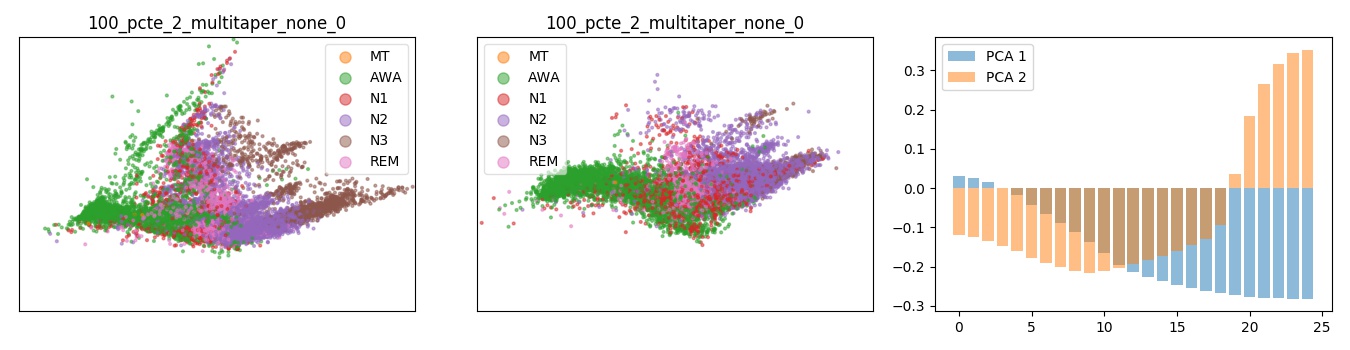 100_pcte_2_multitaper_none_0
MT
AWA
N1
N2
N3
REM
100_pcte_2_multitaper_none_0
MT
AWA
N1
N2
N3
REM
PCA 1
PCA 2
0.3
0.2
0.1
0.0
−0.1
−0.2
−0.3
0 5 10 15 20 25